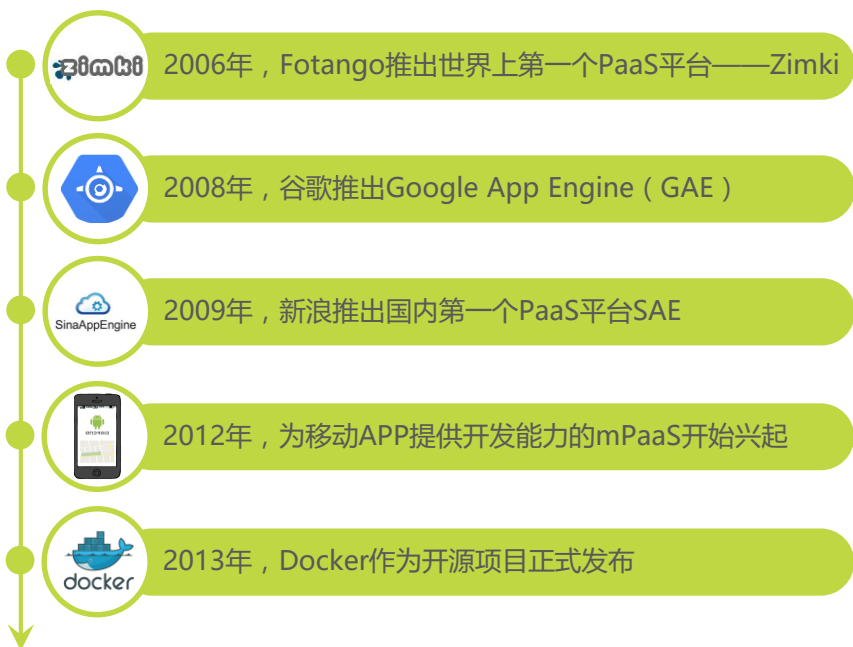 zimki
2006年，Fotango推出世界上第一个PaaS平台——Zimki
2008年，谷歌推出Google App Engine（GAE）
SinaAppEngine
2009年，新浪推出国内第一个PaaS平台SAE
ANDROID
2012年，为移动APP提供开发能力的mPaaS开始兴起
docker
2013年，Docker作为开源项目正式发布